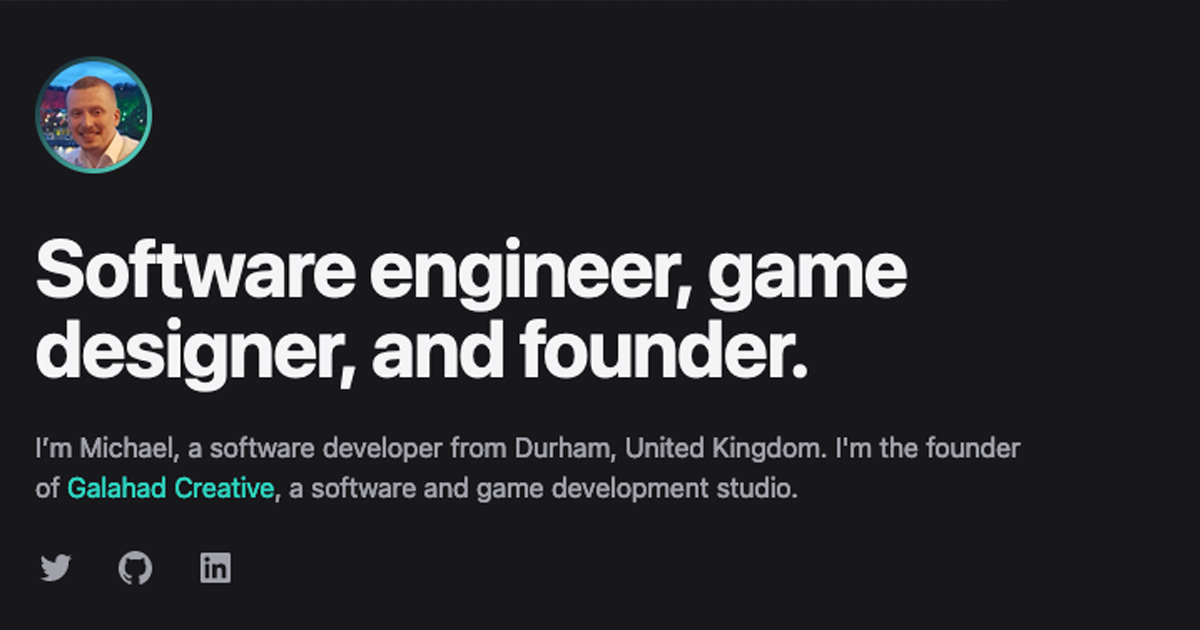 Software engineer, game
designer, and founder.
I’m Michael, a software developer from Durham, United Kingdom. I'm the founder
of Galahad Creative, a software and game development studio.
in